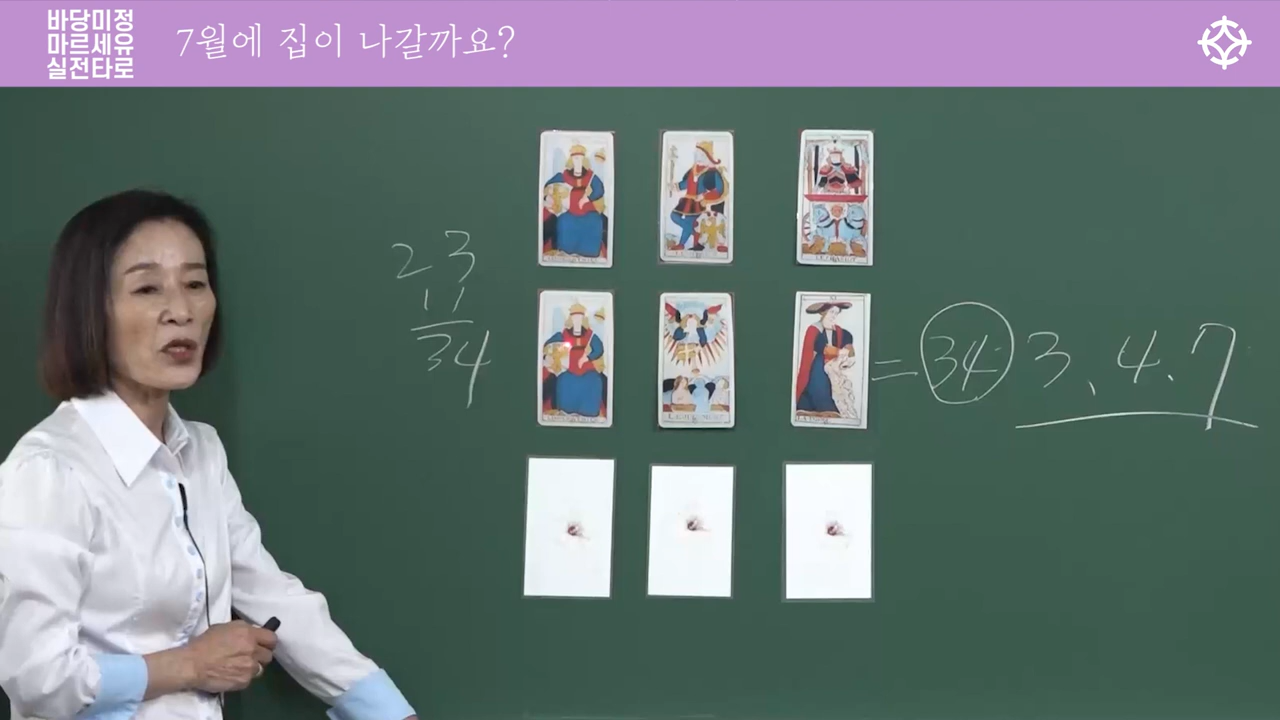 바당미정
마르세유
실전타로
7월에 집이 나갈까요?
23
11
34
= 34 3, 4. 7